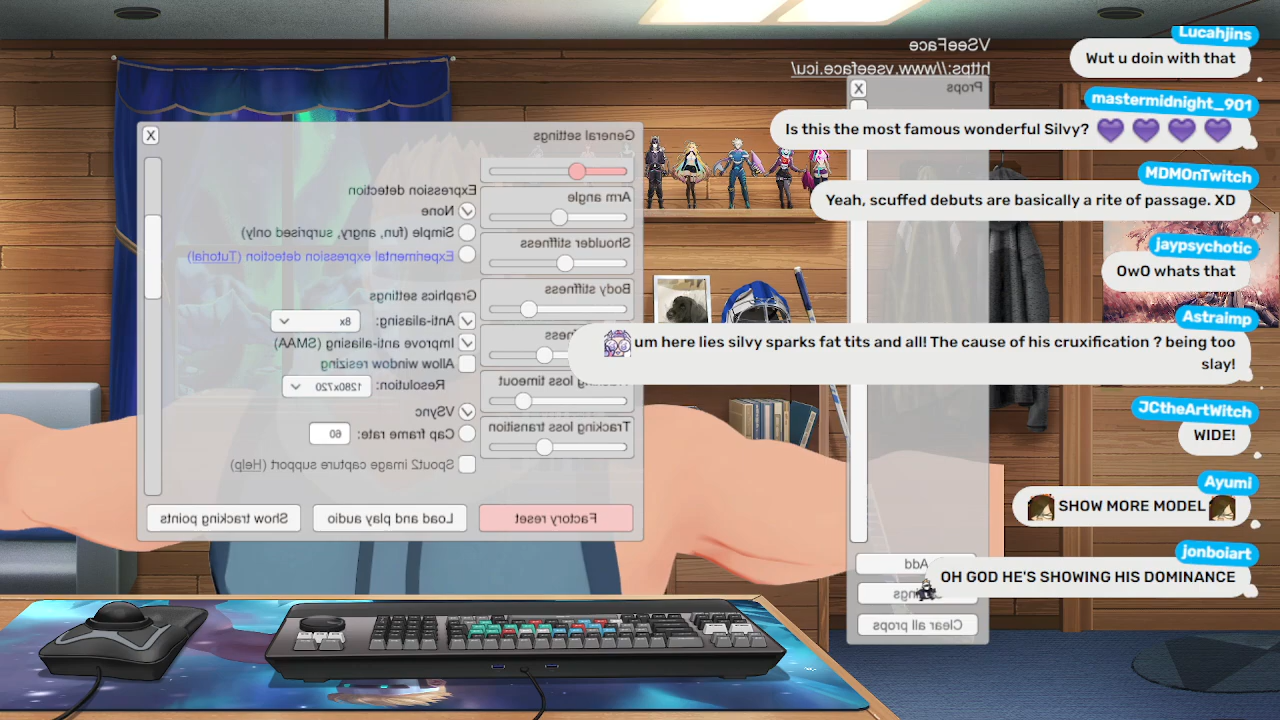 VSeeFace
https://www.vseeface.icu/
Props
Add
Clear all props
General settings
Expression detection
None
Simple (fun, angry, surprised only)
Experimental expression detection (Tutorial)
Graphics settings
Anti-aliasing:
8x
Improve anti-aliasing (SMAA)
Allow window resizing
Resolution:
1280x720
VSync
Cap frame rate:
60
Spout2 image capture support (Help)
Arm angle
Shoulder stiffness
Body stiffness
loss timeout
Tracking loss transition
Factory reset
Load and play audio
Show tracking points
Lucahjins
Wut u doin with that
mastermidnight_901
Is this the most famous wonderful Silvy?
MDMOnTwitch
Yeah, scuffed debuts are basically a rite of passage. XD
jaypsychotic
OwO whats that
Astraimp
um here lies silvy sparks fat tits and all! The cause of his cruxification ? being too
slay!
JCtheArtWitch
WIDE!
Ayumi
SHOW MORE MODEL
jonboiart
OH GOD HE'S SHOWING HIS DOMINANCE